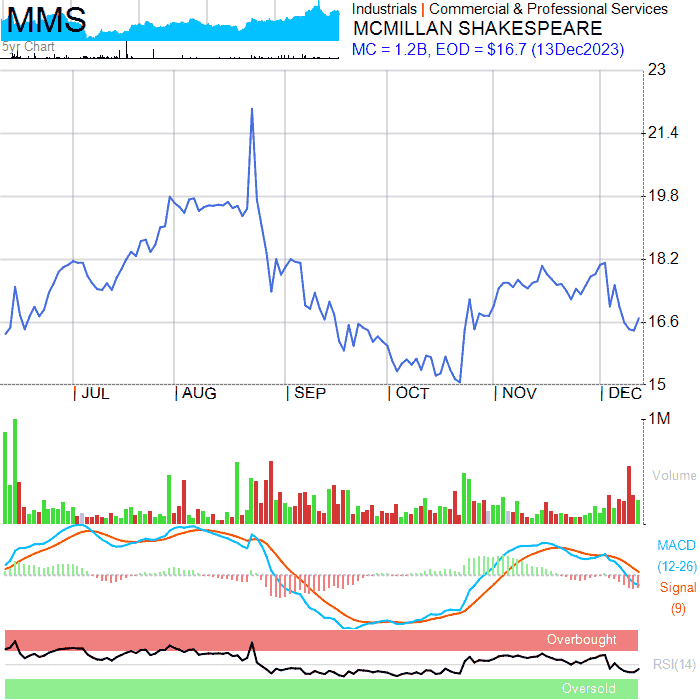 MMS
5yr Chart
Industrials | Commercial & Professional Services
MCMILLAN SHAKESPEARE
MC = 1.2B, EOD = $16.7 (13Dec2023)
23
21.4
19.8
18.2
16.6
15
| JUL | AUG | SEP | OCT | NOV | DEC
1M
Volume
MACD
(12-26)
Signal
(9)
Overbought
RSI(14)
Oversold